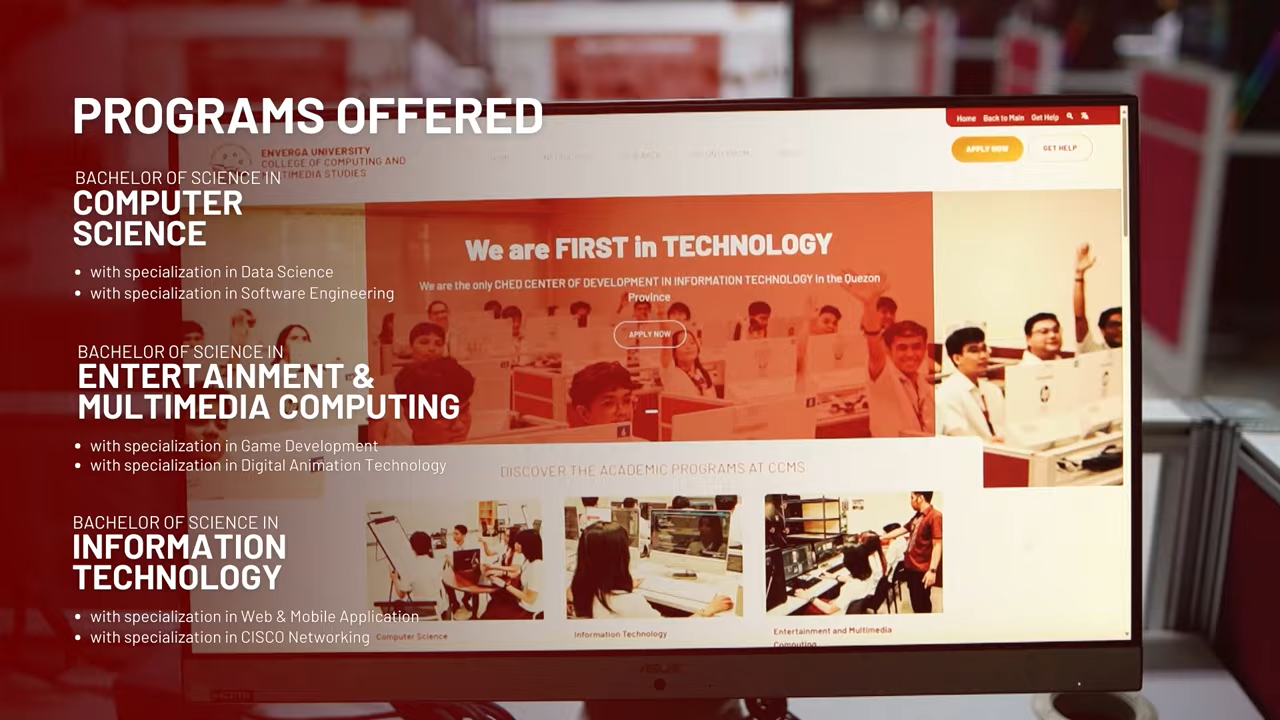 PROGRAMS OFFERED
BACHELOR OF SCIENCE IN
COMPUTER
SCIENCE
• with specialization in Data Science
• with specialization in Software Engineering
BACHELOR OF SCIENCE IN
ENTERTAINMENT &
MULTIMEDIA COMPUTING
• with specialization in Game Development
• with specialization in Digital Animation Technology
BACHELOR OF SCIENCE IN
INFORMATION
TECHNOLOGY
• with specialization in Web & Mobile Application
• with specialization in CISCO Networking
Home Back to Main Get Help
ENVERGA UNIVERSITY
COLLEGE OF COMPUTING AND
MULTIMEDIA STUDIES
APPLY NOW
GET HELP
We are FIRST in TECHNOLOGY
We are the only CHED CENTER OF DEVELOPMENT IN INFORMATION TECHNOLOGY in the Quezon
Province
APPLY NOW
DISCOVER THE ACADEMIC PROGRAMS AT CCMS
Computer Science
Information Technology
Entertainment and Multimedia
Computing
ASUS